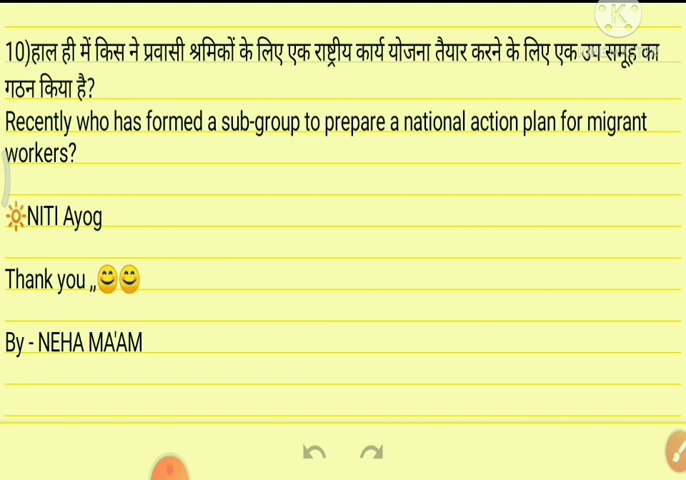 10)हाल ही में किस ने प्रवासी श्रमिकों के लिए एक राष्ट्रीय कार्य योजना तैयार करने के लिए एक उप समूह का
गठन किया है?
Recently who has formed a sub-group to prepare a national action plan for migrant
workers?
🔆NITI Ayog
Thank you ,,😊😊
By - NEHA MA'AM